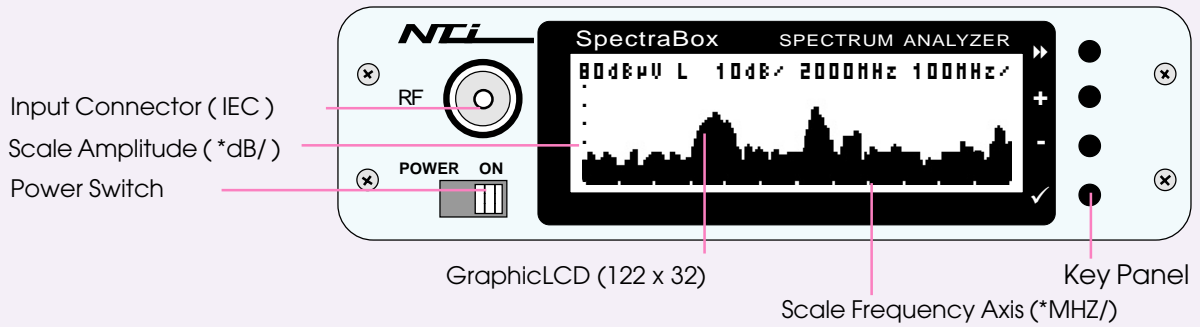 NTi
SpectraBox SPECTRUM ANALYZER
80dBµV L 10dB/ 2000MHz 100MHz/
RF
+
-
✓
POWER ON
Input Connector ( IEC )
Scale Amplitude ( *dB/ )
Power Switch
GraphicLCD (122 x 32)
Key Panel
Scale Frequency Axis (*MHZ/)